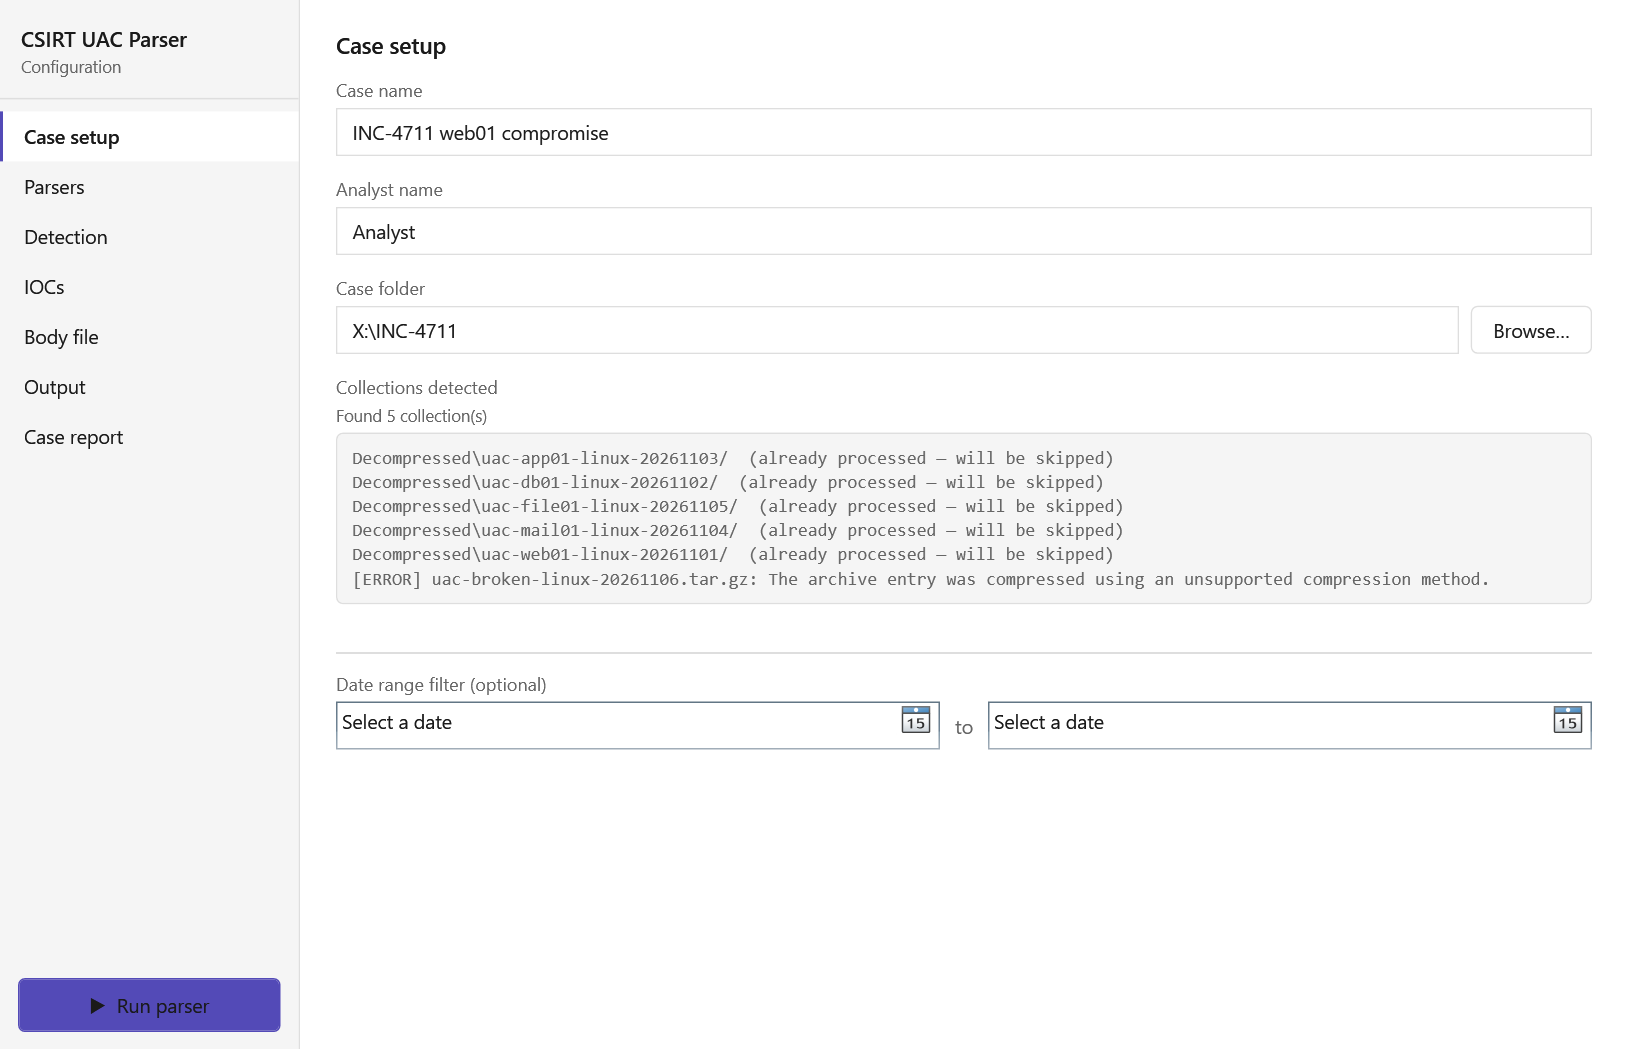 CSIRT UAC Parser
Configuration
Case setup
Parsers
Detection
IOCs
Body file
Output
Case report
Run parser
Case setup
Case name
INC-4711 web01 compromise
Analyst name
Analyst
Case folder
X:\INC-4711
Browse...
Collections detected
Found 5 collection(s)
Decompressed\uac-app01-linux-20261103/  (already processed — will be skipped)
Decompressed\uac-db01-linux-20261102/  (already processed — will be skipped)
Decompressed\uac-file01-linux-20261105/  (already processed — will be skipped)
Decompressed\uac-mail01-linux-20261104/  (already processed — will be skipped)
Decompressed\uac-web01-linux-20261101/  (already processed — will be skipped)
[ERROR] uac-broken-linux-20261106.tar.gz: The archive entry was compressed using an unsupported compression method.
Date range filter (optional)
Select a date 15 to Select a date 15